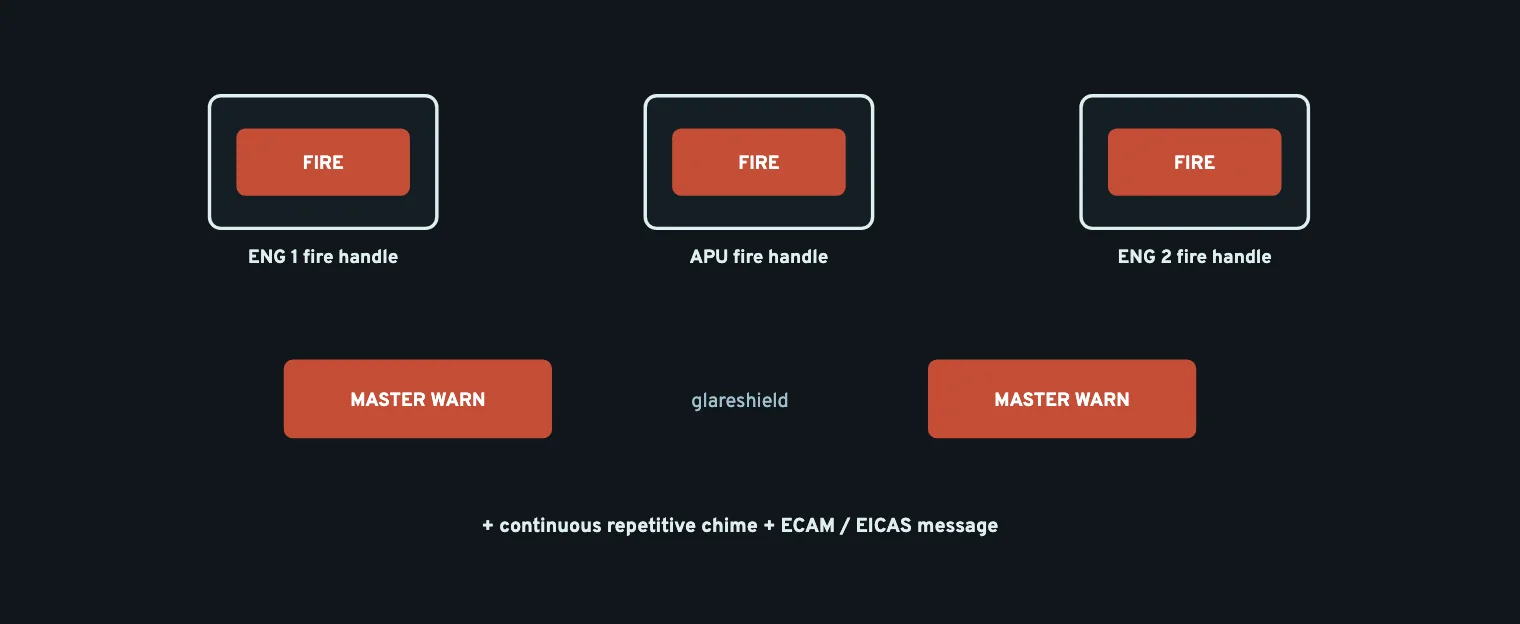 FIRE
FIRE
FIRE
ENG 1 fire handle
APU fire handle
ENG 2 fire handle
MASTER WARN
glareshield
MASTER WARN
+ continuous repetitive chime + ECAM / EICAS message